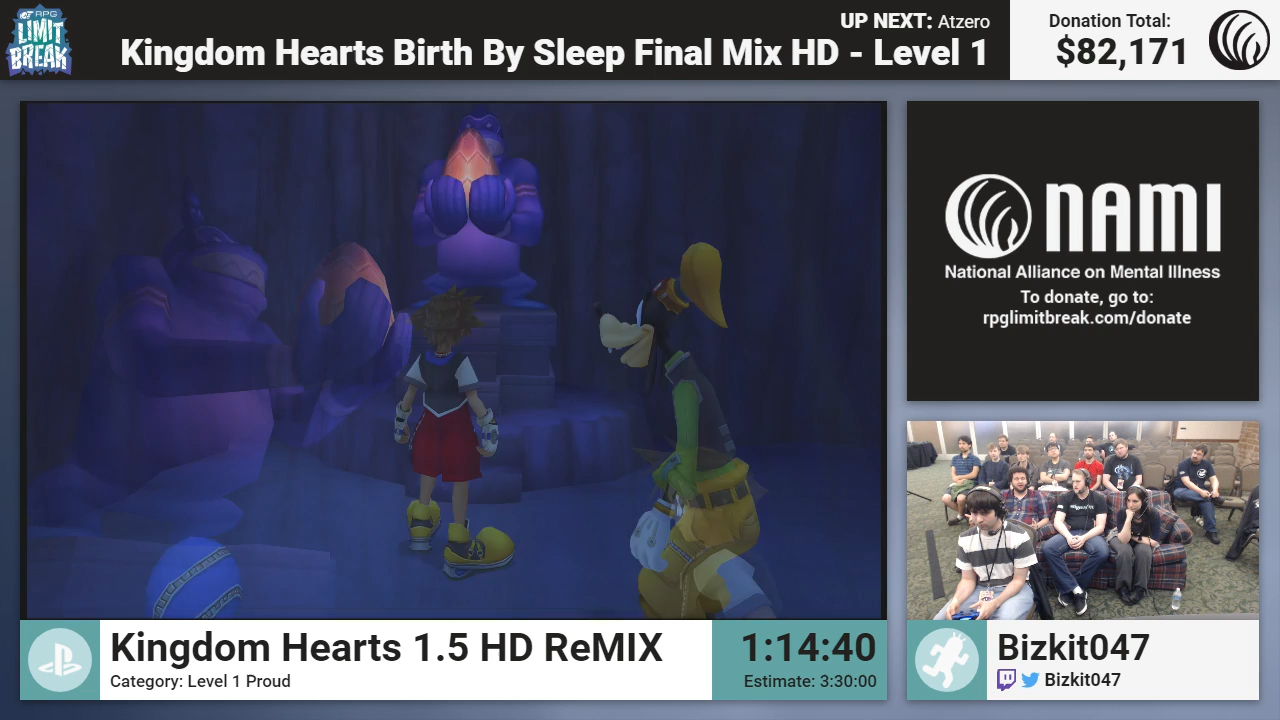 RPG
LIMIT
BREAK
UP NEXT: Atzero
Kingdom Hearts Birth By Sleep Final Mix HD - Level 1
Donation Total:
$82,171
NAMI
National Alliance on Mental Illness
To donate, go to:
rpglimitbreak.com/donate
Kingdom Hearts 1.5 HD ReMIX
Category: Level 1 Proud
1:14:40
Estimate: 3:30:00
Bizkit047
Bizkit047